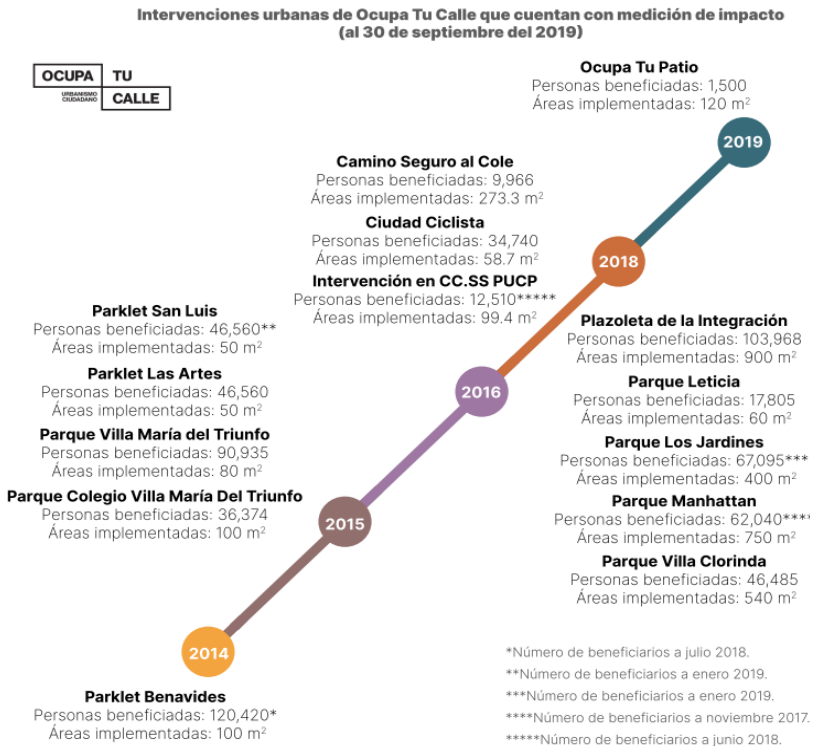 Intervenciones urbanas de Ocupa Tu Calle que cuentan con medición de impacto
(al 30 de septiembre del 2019)
OCUPA TU
URBANISMO
CIUDADANO
CALLE
Ocupa Tu Patio
Personas beneficiadas: 1,500
Áreas implementadas: 120 m²
2019
Camino Seguro al Cole
Personas beneficiadas: 9,966
Áreas implementadas: 273.3 m²
Ciudad Ciclista
Personas beneficiadas: 34,740
Áreas implementadas: 58.7 m²
Intervención en CC.SS PUCP
Personas beneficiadas: 12,510*****
Áreas implementadas: 99.4 m²
2018
Parklet San Luis
Personas beneficiadas: 46,560**
Áreas implementadas: 50 m²
Parklet Las Artes
Personas beneficiadas: 46,560
Áreas implementadas: 50 m²
Parque Villa María del Triunfo
Personas beneficiadas: 90,935
Áreas implementadas: 80 m²
Parque Colegio Villa María Del Triunfo
Personas beneficiadas: 36,374
Áreas implementadas: 100 m²
2016
Plazoleta de la Integración
Personas beneficiadas: 103,968
Áreas implementadas: 900 m²
Parque Leticia
Personas beneficiadas: 17,805
Áreas implementadas: 60 m²
Parque Los Jardines
Personas beneficiadas: 67,095***
Áreas implementadas: 400 m²
Parque Manhattan
Personas beneficiadas: 62,040****
Áreas implementadas: 750 m²
Parque Villa Clorinda
Personas beneficiadas: 46,485
Áreas implementadas: 540 m²
2015
2014
Parklet Benavides
Personas beneficiadas: 120,420*
Áreas implementadas: 100 m²
*Número de beneficiarios a julio 2018.
**Número de beneficiarios a enero 2019.
***Número de beneficiarios a enero 2019.
****Número de beneficiarios a noviembre 2017.
*****Número de beneficiarios a junio 2018.